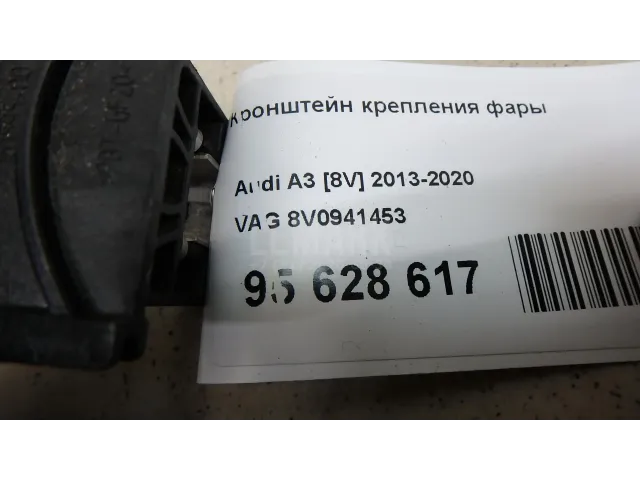 Кронштейн крепления фары
Audi A3 [8V] 2013-2020
VAG 8V0941453
95 628 617